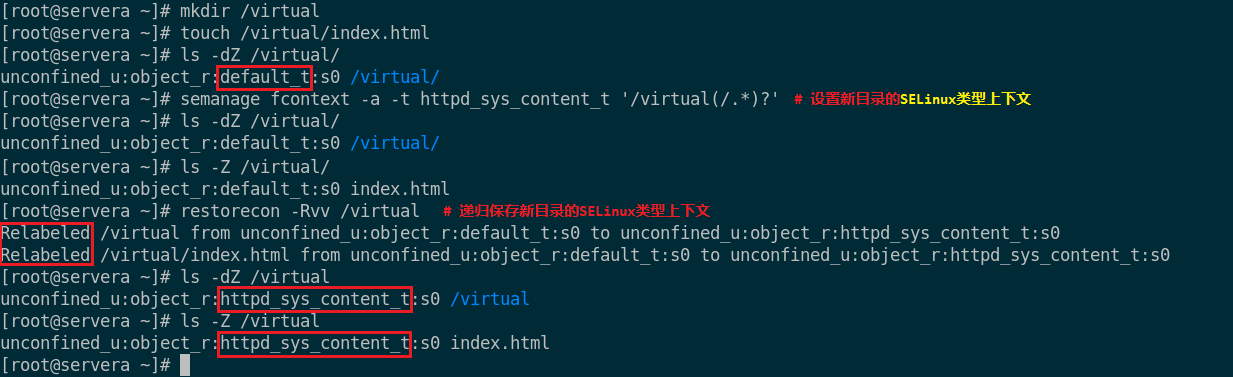 [root@servera ~]# mkdir /virtual
[root@servera ~]# touch /virtual/index.html
[root@servera ~]# ls -dZ /virtual/
unconfined_u:object_r:default_t:s0 /virtual/
[root@servera ~]# semanage fcontext -a -t httpd_sys_content_t '/virtual(/.*)?' # 设置新目录的SELinux类型上下文
[root@servera ~]# ls -dZ /virtual/
unconfined_u:object_r:default_t:s0 /virtual/
[root@servera ~]# ls -Z /virtual/
unconfined_u:object_r:default_t:s0 index.html
[root@servera ~]# restorecon -Rvv /virtual # 递归保存新目录的SELinux类型上下文
Relabeled /virtual from unconfined_u:object_r:default_t:s0 to unconfined_u:object_r:httpd_sys_content_t:s0
Relabeled /virtual/index.html from unconfined_u:object_r:default_t:s0 to unconfined_u:object_r:httpd_sys_content_t:s0
[root@servera ~]# ls -dZ /virtual
unconfined_u:object_r:httpd_sys_content_t:s0 /virtual
[root@servera ~]# ls -Z /virtual
unconfined_u:object_r:httpd_sys_content_t:s0 index.html
[root@servera ~]#